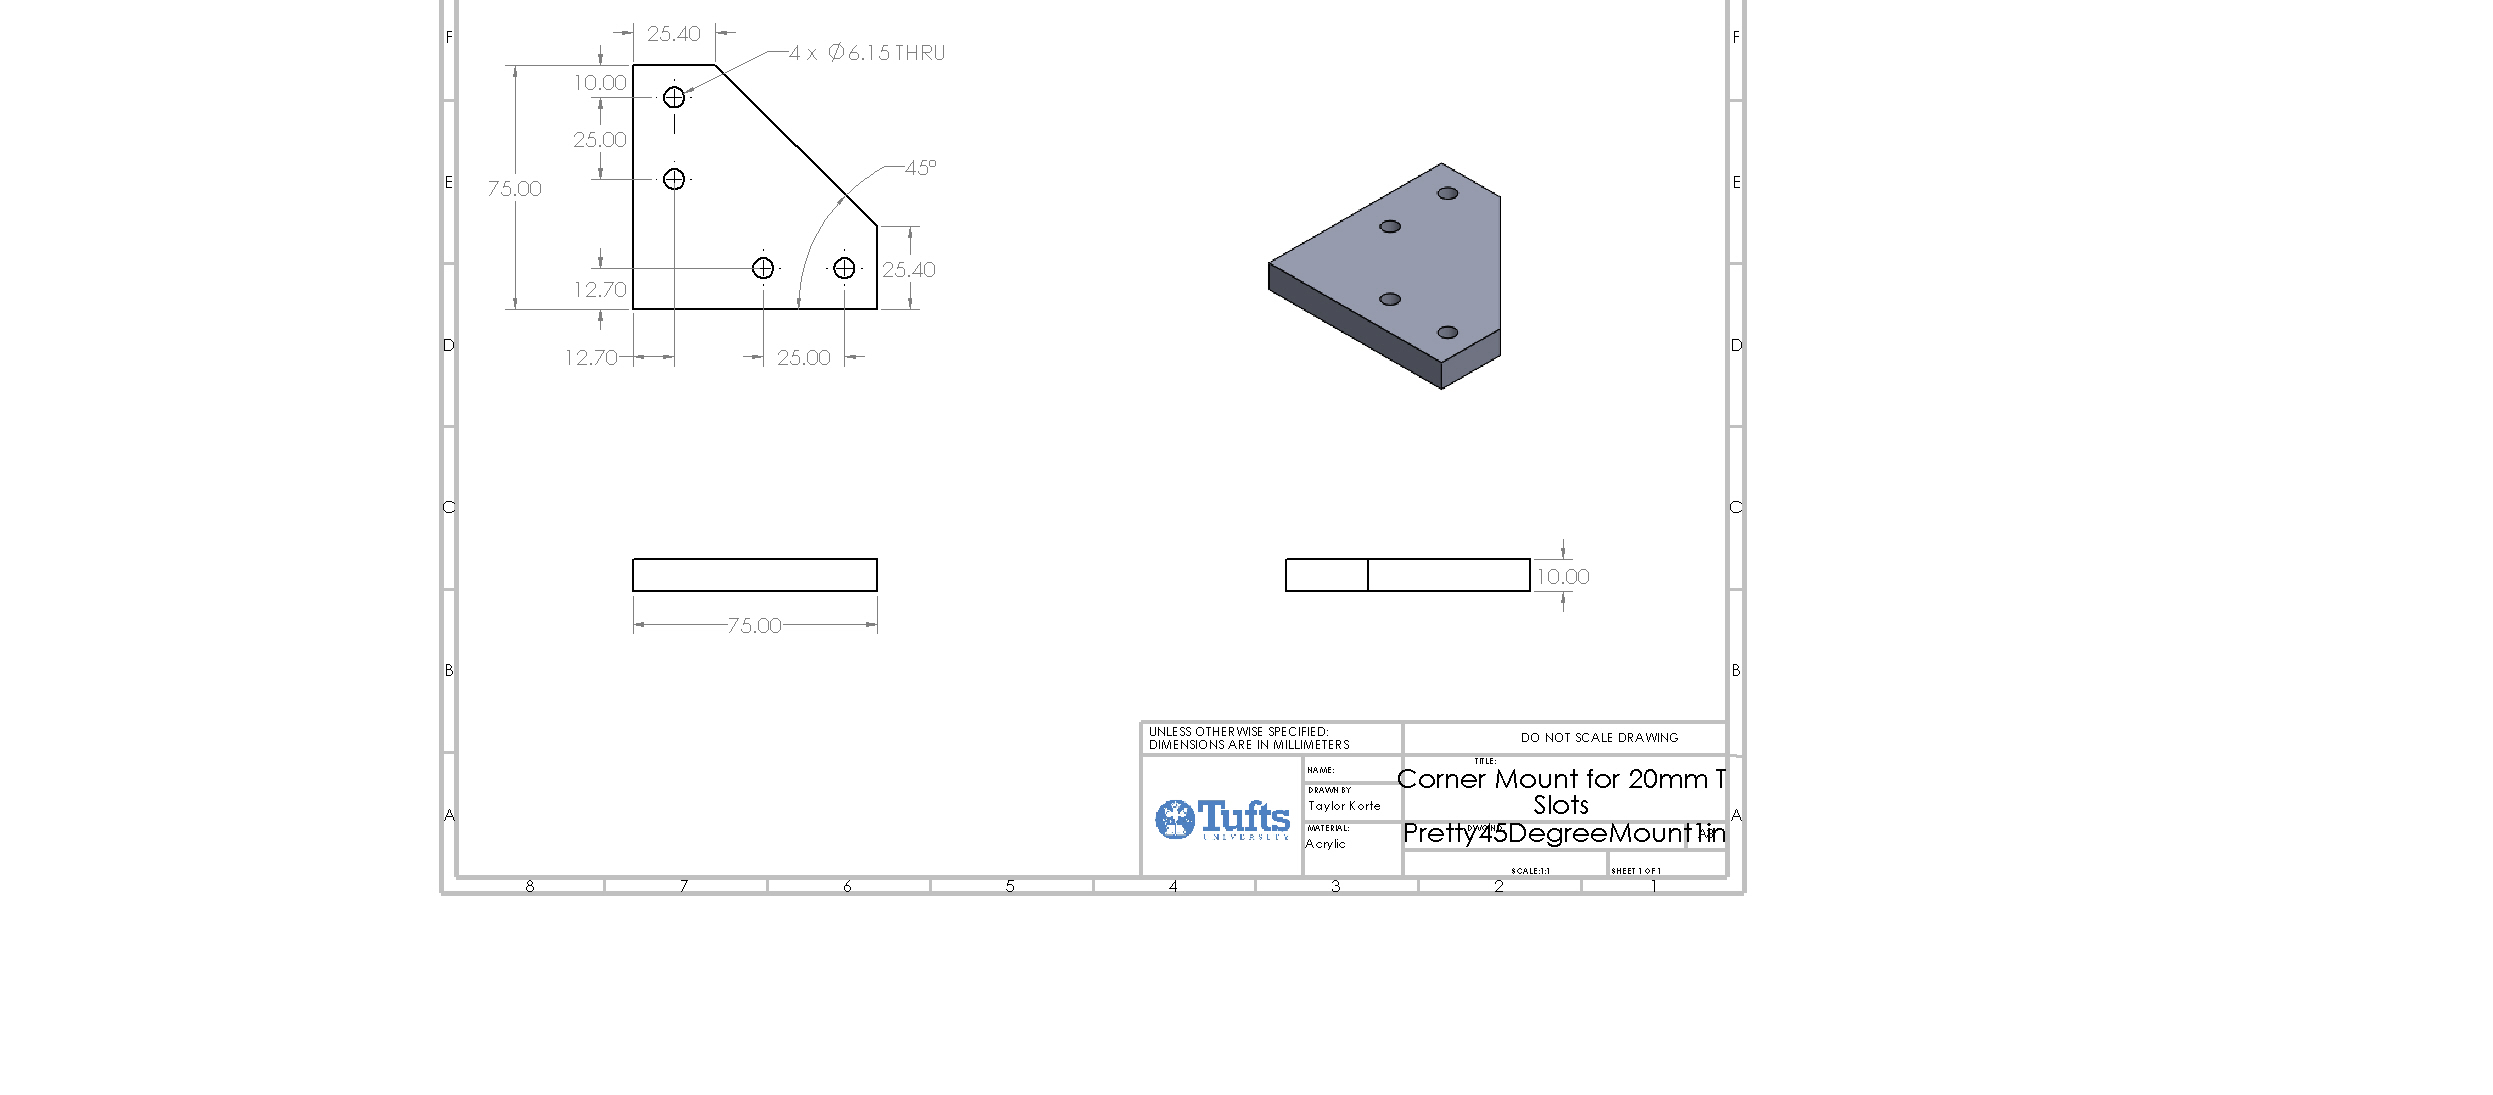 F
F
25.40
4 x Ø6.15 THRU
10.00
25.00
45°
E
75.00
E
25.40
12.70
D
D
12.70
25.00
C
C
10.00
75.00
B
B
UNLESS OTHERWISE SPECIFIED:
DIMENSIONS ARE IN MILLIMETERS
DO NOT SCALE DRAWING
NAME:
TITLE:
Corner Mount for 20mm T
Slots
DRAWN BY
Taylor Korte
A
A
Tufts
UNIVERSITY
MATERIAL:
Acrylic
Pretty45DegreeMount1in
SCALE:1:1
SHEET 1 OF 1
8
7
6
5
4
3
2
1